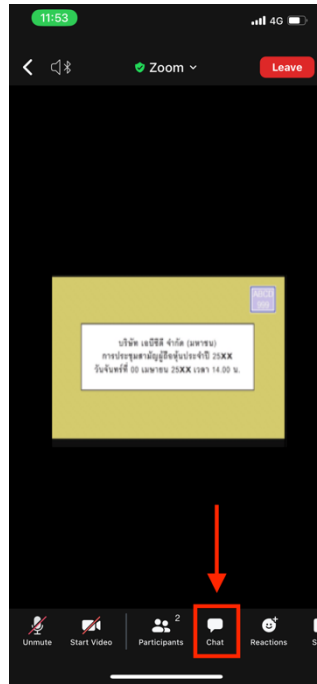 11:53
4G
Zoom
Leave
ABCD
999
บริษัท เอบีซีดี จำกัด (มหาชน)
การประชุมสามัญผู้ถือหุ้นประจำปี 25XX
วันจันทร์ที่ 00 เมษายน 25XX เวลา 14.00 น.
2
Unmute
Start Video
Participants
Chat
Reactions
S